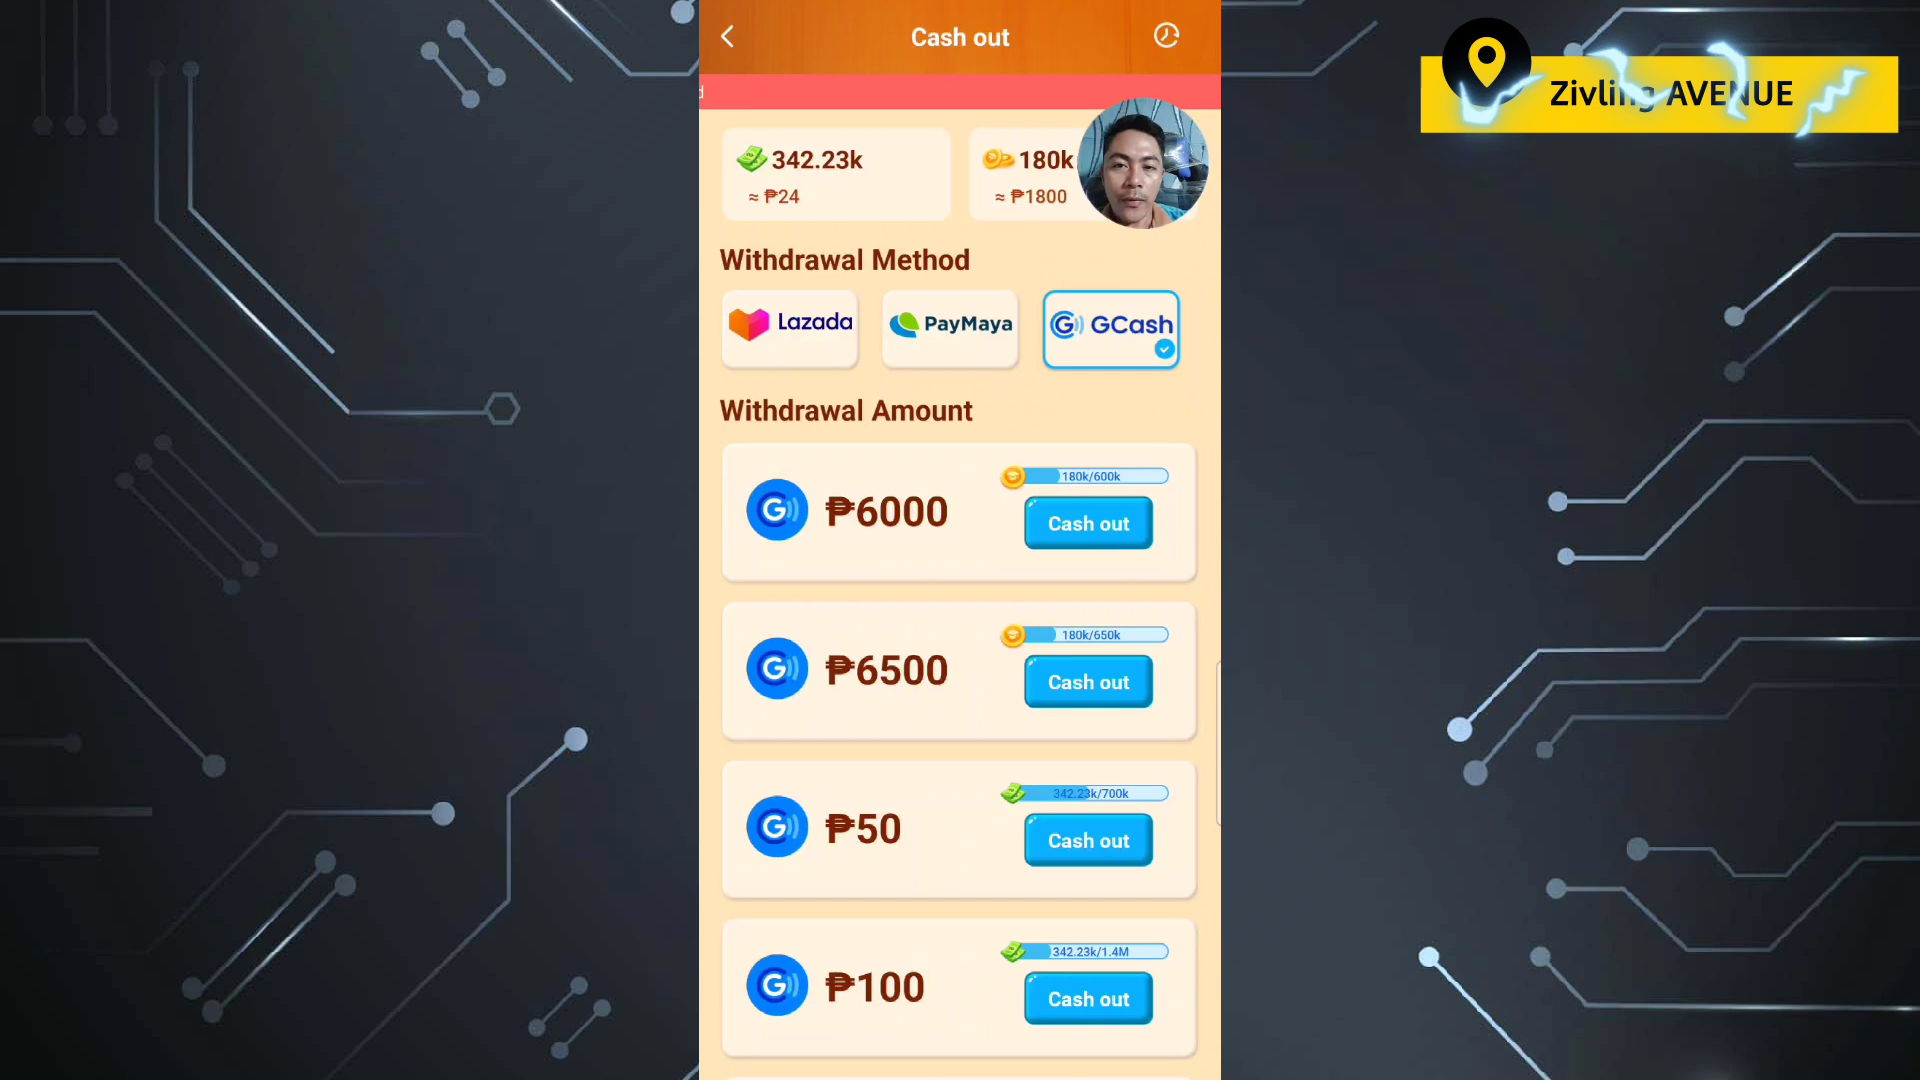 Cash out
Zivling AVENUE
d
342.23k
≈ ₱24
180k
≈ ₱1800
Withdrawal Method
Lazada
PayMaya
GCash
Withdrawal Amount
₱6000
180k/600k
Cash out
₱6500
180k/650k
Cash out
₱50
342.23k/700k
Cash out
₱100
342.23k/1.4M
Cash out